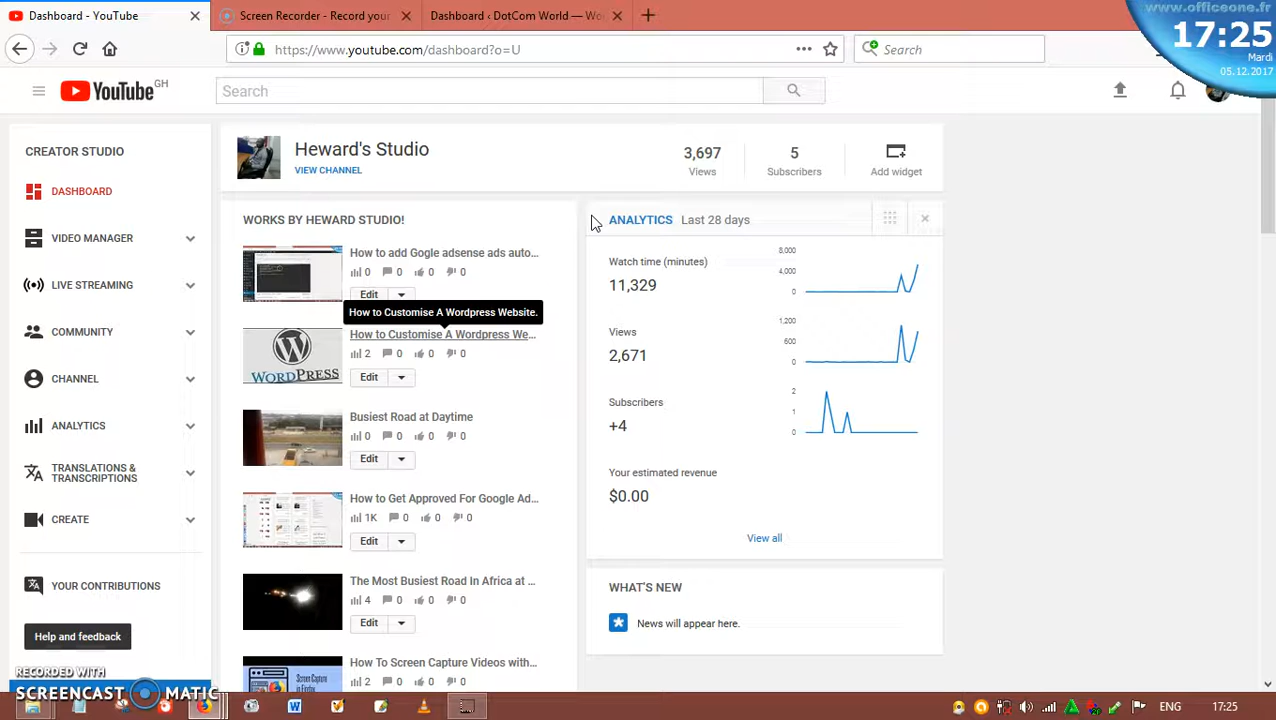 Dashboard - YouTube
Screen Recorder - Record your
Dashboard ‹ DotCom World — Wo
www.officeone.fr
17:25
Mardi
05.12.2017
https://www.youtube.com/dashboard?o=U
Search
YouTube GH
Search
CREATOR STUDIO
DASHBOARD
VIDEO MANAGER
LIVE STREAMING
COMMUNITY
CHANNEL
ANALYTICS
TRANSLATIONS &
TRANSCRIPTIONS
CREATE
YOUR CONTRIBUTIONS
Help and feedback
RECORDED WITH
SCREENCAST MATIC
Heward's Studio
VIEW CHANNEL
3,697
Views
5
Subscribers
Add widget
WORKS BY HEWARD STUDIO!
How to add Gogle adsense ads auto...
0 0 0 0
Edit
How to Customise A Wordpress Website.
How to Customise A Wordpress We...
2 0 0 0
Edit
WORDPRESS
Busiest Road at Daytime
0 0 0 0
Edit
How to Get Approved For Google Ad...
1K 0 0 0
Edit
The Most Busiest Road In Africa at ...
4 0 0 0
Edit
How To Screen Capture Videos with...
2 0 0 0
Screen Capture
in Firefox
ANALYTICS Last 28 days
Watch time (minutes)
11,329
8,000
4,000
0
Views
2,671
1,200
600
0
Subscribers
+4
2
1
0
Your estimated revenue
$0.00
View all
WHAT'S NEW
News will appear here.
ENG
17:25